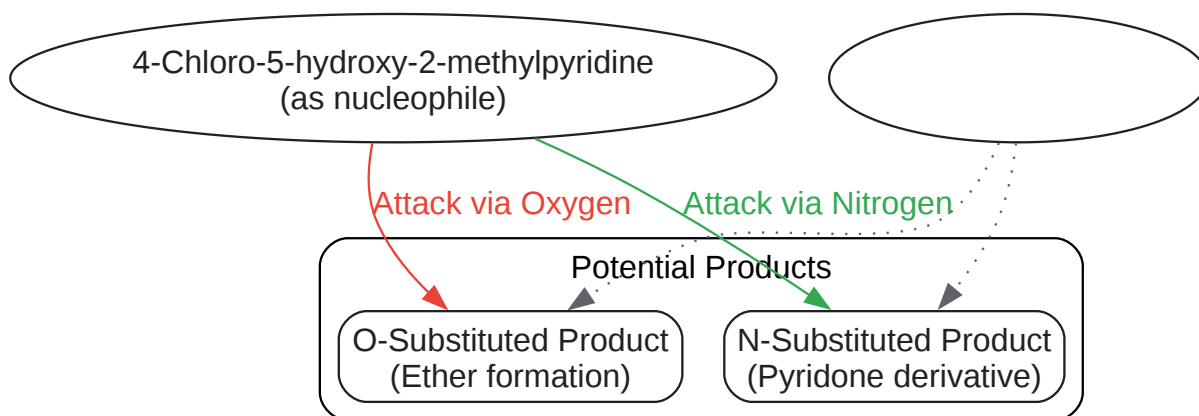 4-Chloro-5-hydroxy-2-methylpyridine
(as nucleophile)
Attack via Oxygen
Attack via Nitrogen
Potential Products
O-Substituted Product
(Ether formation)
N-Substituted Product
(Pyridone derivative)